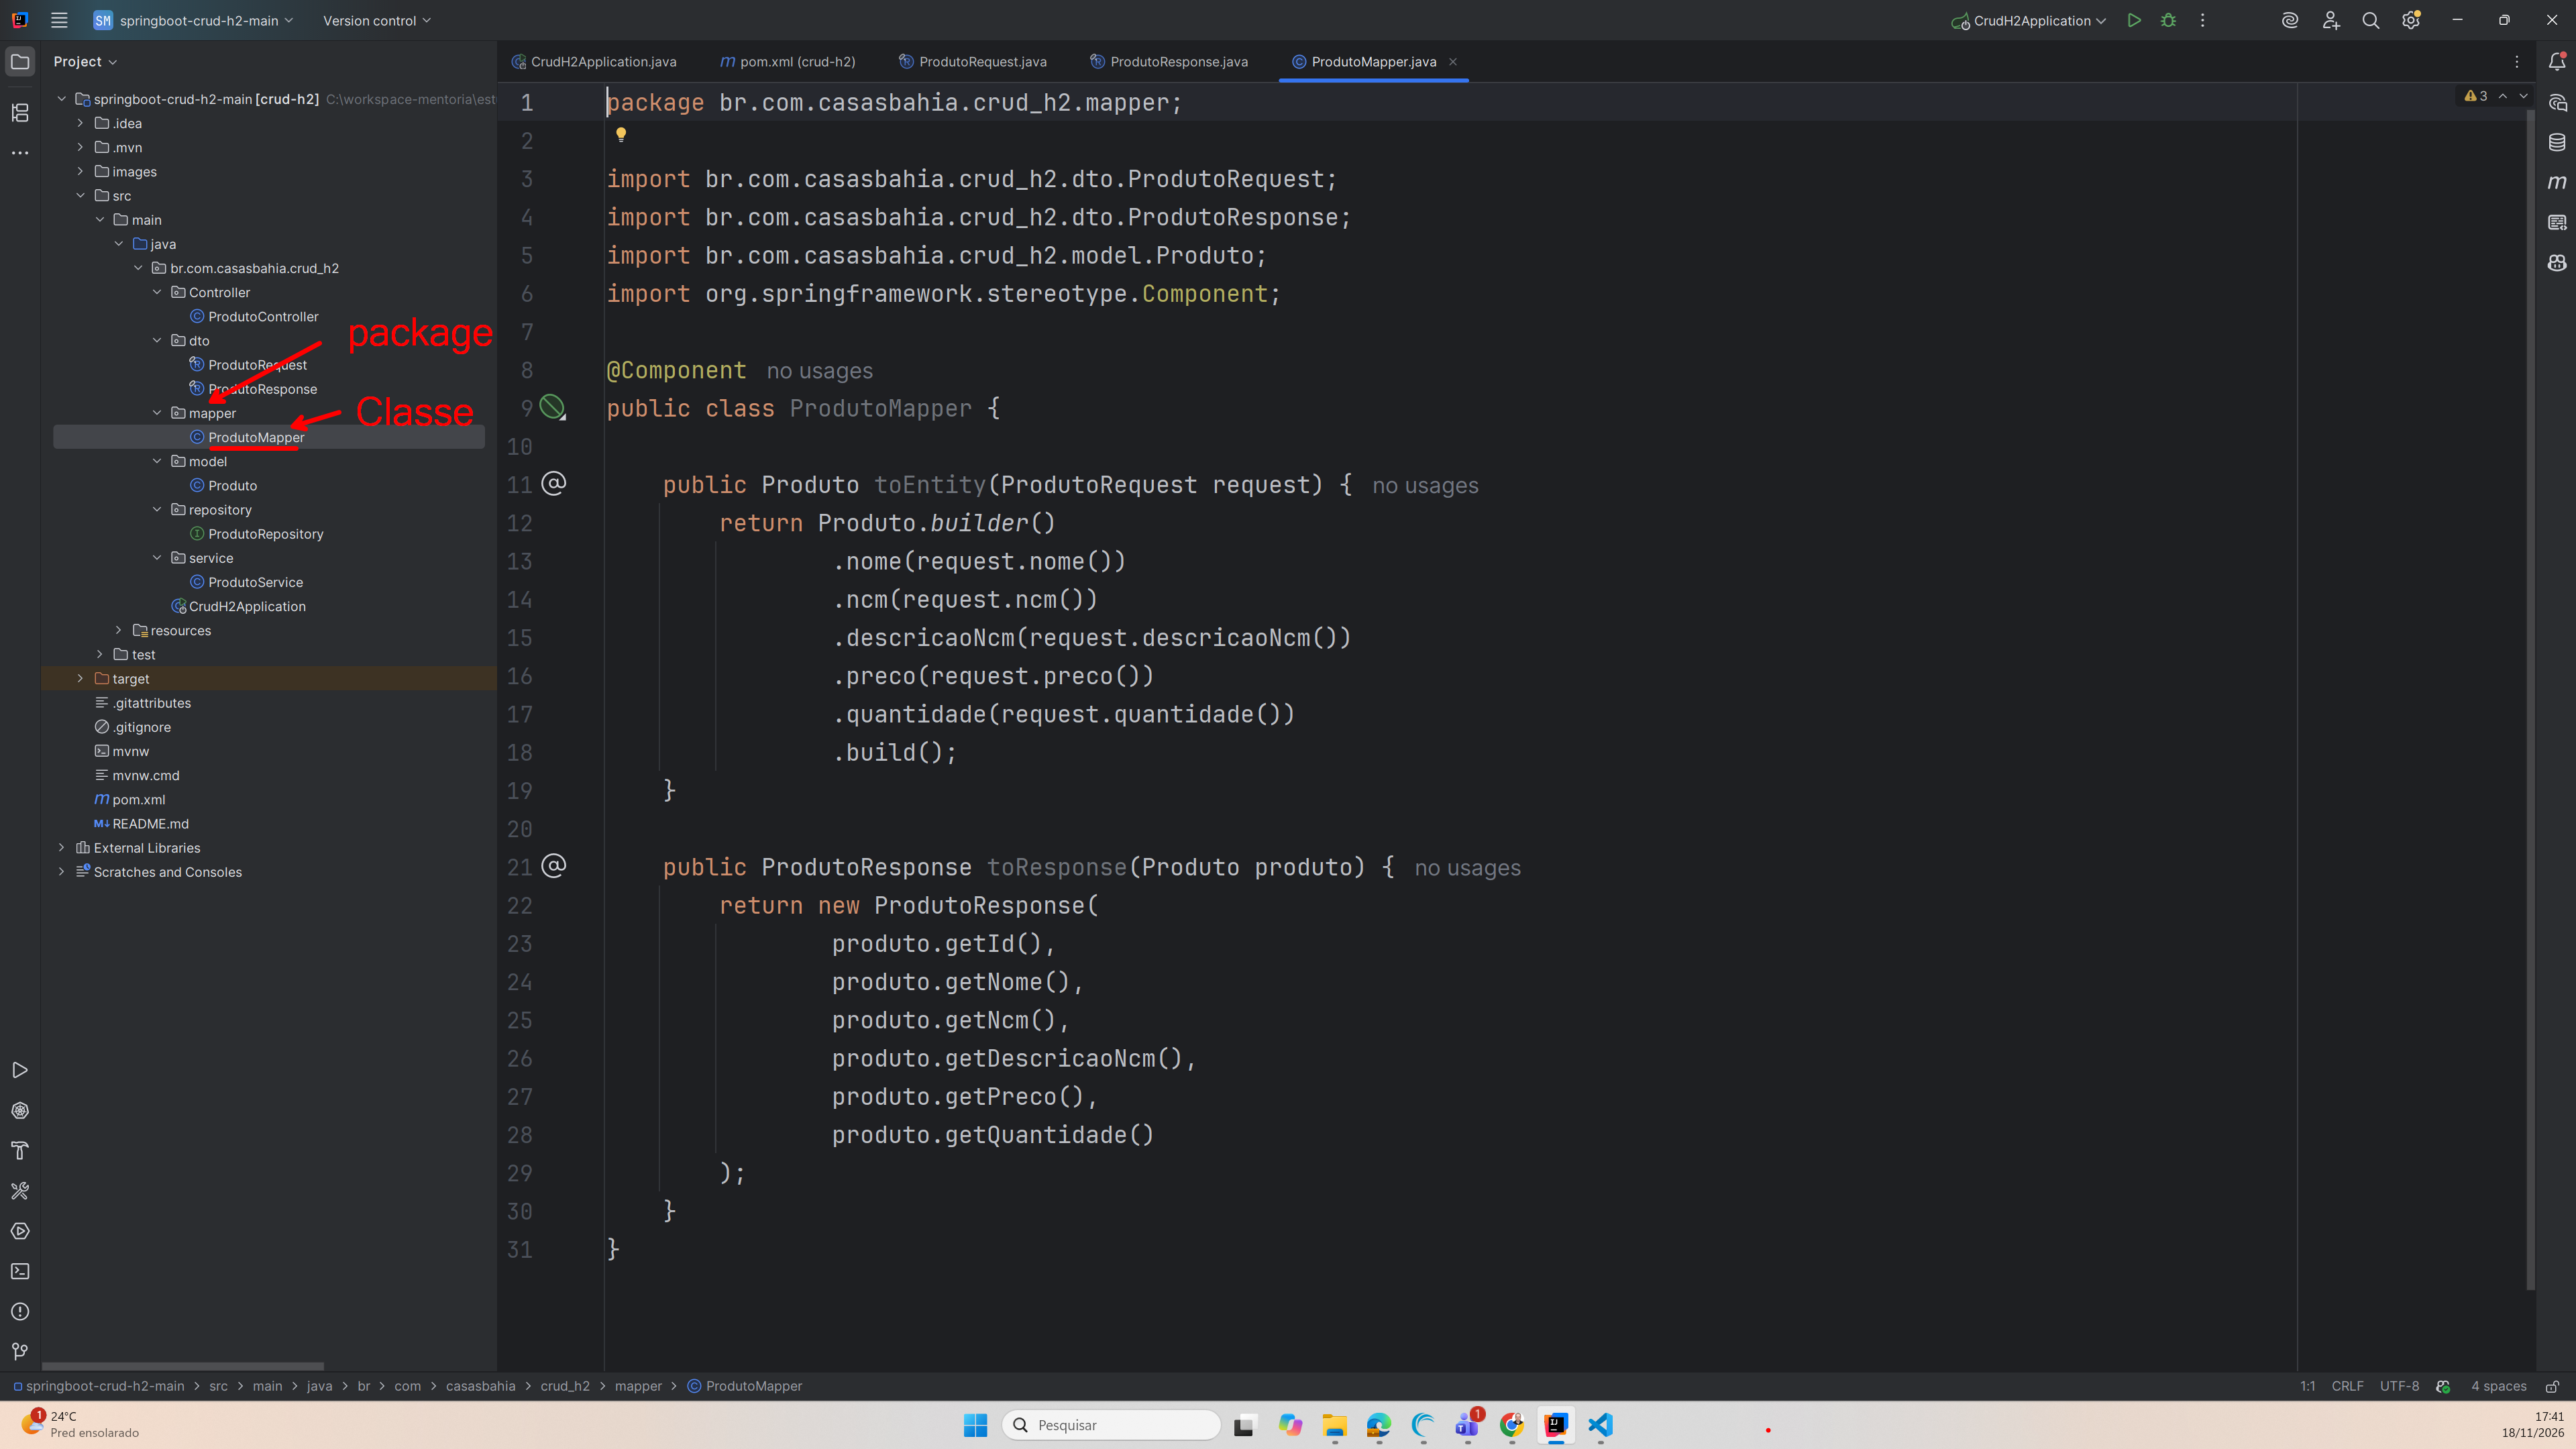 SM springboot-crud-h2-main Version control CrudH2Application
Project
CrudH2Application.java pom.xml (crud-h2) ProdutoRequest.java ProdutoResponse.java ProdutoMapper.java
springboot-crud-h2-main [crud-h2] C:\workspace-mentoria\est
.idea
.mvn
images
src
main
java
br.com.casasbahia.crud_h2
Controller
ProdutoController
dto
package
ProdutoRequest
ProdutoResponse
mapper
Classe
ProdutoMapper
model
Produto
repository
ProdutoRepository
service
ProdutoService
CrudH2Application
resources
test
target
.gitattributes
.gitignore
mvnw
mvnw.cmd
pom.xml
README.md
External Libraries
Scratches and Consoles
3
1 package br.com.casasbahia.crud_h2.mapper;
2
3 import br.com.casasbahia.crud_h2.dto.ProdutoRequest;
4 import br.com.casasbahia.crud_h2.dto.ProdutoResponse;
5 import br.com.casasbahia.crud_h2.model.Produto;
6 import org.springframework.stereotype.Component;
7
8 @Component no usages
9 public class ProdutoMapper {
10
11 public Produto toEntity(ProdutoRequest request) { no usages
12 return Produto.builder()
13 .nome(request.nome())
14 .ncm(request.ncm())
15 .descricaoNcm(request.descricaoNcm())
16 .preco(request.preco())
17 .quantidade(request.quantidade())
18 .build();
19 }
20
21 public ProdutoResponse toResponse(Produto produto) { no usages
22 return new ProdutoResponse(
23 produto.getId(),
24 produto.getNome(),
25 produto.getNcm(),
26 produto.getDescricaoNcm(),
27 produto.getPreco(),
28 produto.getQuantidade()
29 );
30 }
31 }
springboot-crud-h2-main > src > main > java > br > com > casasbahia > crud_h2 > mapper > ProdutoMapper 1:1 CRLF UTF-8 4 spaces
1 24°C
Pred ensolarado
Pesquisar
1
17:41
18/11/2026